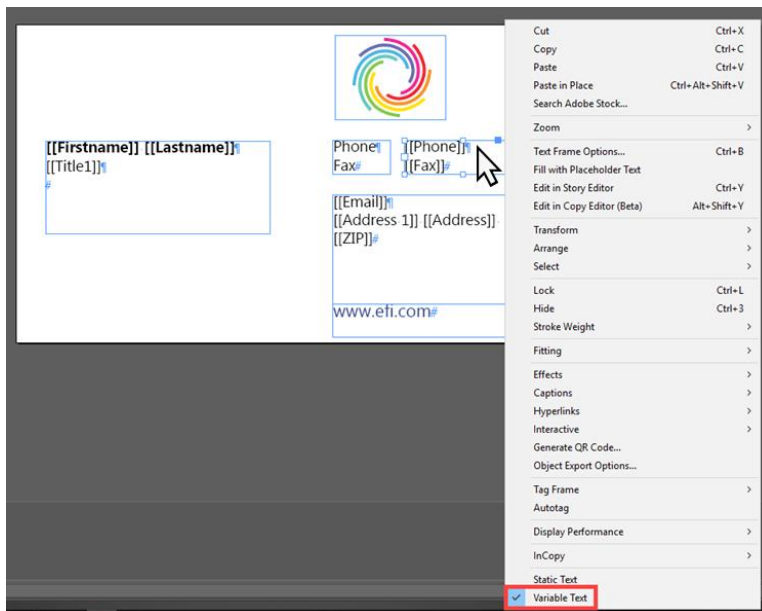 [[Firstname]] [[Lastname]]¶
[[Title1]]¶
#
Phone¶
Fax#
[[Phone]]¶
[[Fax]]#
[[Email]]¶
[[Address 1]] [[Address]]
[[ZIP]]#
www.efi.com#
Cut Ctrl+X
Copy Ctrl+C
Paste Ctrl+V
Paste in Place Ctrl+Alt+Shift+V
Search Adobe Stock...
Zoom >
Text Frame Options... Ctrl+B
Fill with Placeholder Text
Edit in Story Editor Ctrl+Y
Edit in Copy Editor (Beta) Alt+Shift+Y
Transform >
Arrange >
Select >
Lock Ctrl+L
Hide Ctrl+3
Stroke Weight >
Fitting >
Effects >
Captions >
Hyperlinks >
Interactive >
Generate QR Code...
Object Export Options...
Tag Frame >
Autotag
Display Performance >
InCopy >
Static Text
Variable Text